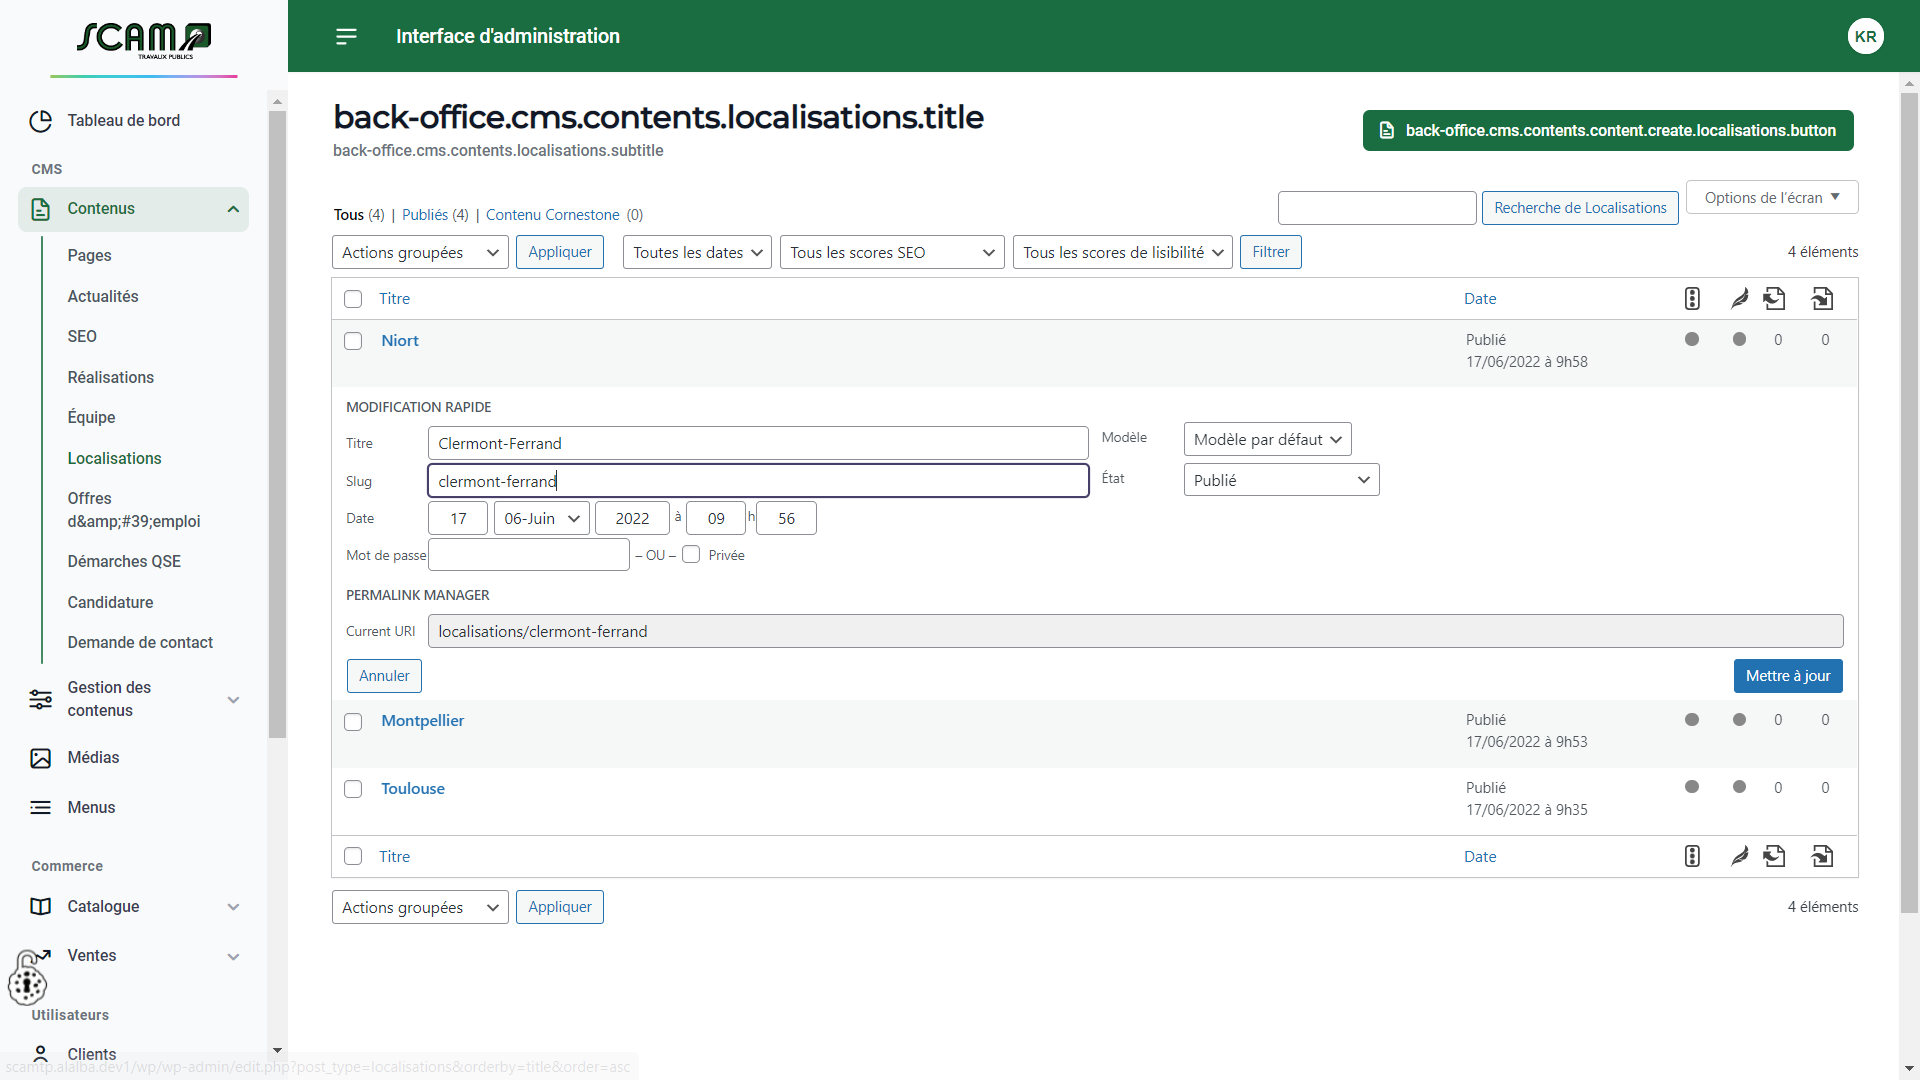 SCAM
TRAVAUX PUBLICS
Interface d'administration
KR
Tableau de bord
CMS
Contenus
Pages
Actualités
SEO
Réalisations
Équipe
Localisations
Offres
d&amp;#39;emploi
Démarches QSE
Candidature
Demande de contact
Gestion des
contenus
Médias
Menus
Commerce
Catalogue
Ventes
Utilisateurs
Clients
back-office.cms.contents.localisations.title
back-office.cms.contents.localisations.subtitle
back-office.cms.contents.content.create.localisations.button
Tous (4) | Publiés (4) | Contenu Cornestone (0)
Recherche de Localisations
Options de l'écran ▼
Actions groupées Appliquer Toutes les dates Tous les scores SEO Tous les scores de lisibilité Filtrer 4 éléments
Titre Date
Niort Publié 0 0
17/06/2022 à 9h58
MODIFICATION RAPIDE
Titre Clermont-Ferrand Modèle Modèle par défaut
Slug clermont-ferrand État Publié
Date 17 06-Juin 2022 à 09 h 56
Mot de passe – OU – Privée
PERMALINK MANAGER
Current URI localisations/clermont-ferrand
Annuler Mettre à jour
Montpellier Publié 0 0
17/06/2022 à 9h53
Toulouse Publié 0 0
17/06/2022 à 9h35
Titre Date
Actions groupées Appliquer 4 éléments
scamtp.alalba.dev1/wp/wp-admin/edit.php?post_type=localisations&orderby=title&order=asc